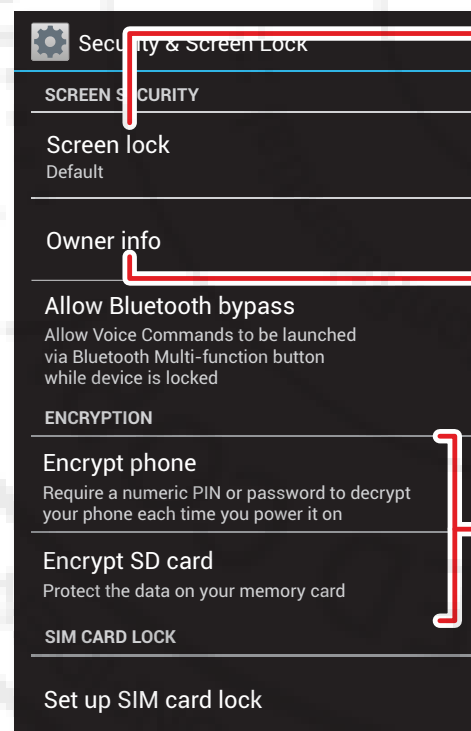 Security & Screen Lock
SCREEN SECURITY
Screen lock
Default
Owner info
Allow Bluetooth bypass
Allow Voice Commands to be launched
via Bluetooth Multi-function button
while device is locked
ENCRYPTION
Encrypt phone
Require a numeric PIN or password to decrypt
your phone each time you power it on
Encrypt SD card
Protect the data on your memory card
SIM CARD LOCK
Set up SIM card lock